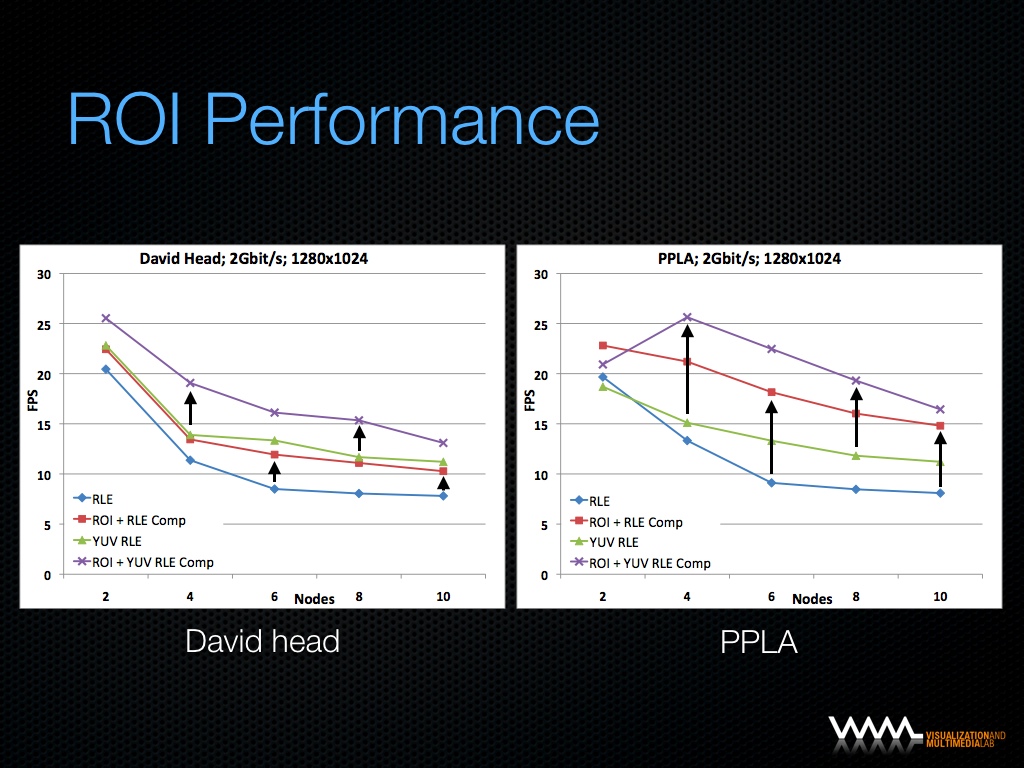 ROI Performance
David Head; 2Gbit/s; 1280x1024
30
25
20
15
10
5
0
FPS
RLE
ROI + RLE Comp
YUV RLE
ROI + YUV RLE Comp
2 4 6 Nodes 8 10
David head
PPLA; 2Gbit/s; 1280x1024
30
25
20
15
10
5
0
FPS
RLE
ROI + RLE Comp
YUV RLE
ROI + YUV RLE Comp
2 4 6 Nodes 8 10
PPLA
VISUALIZATIONAND
MULTIMEDIALAB